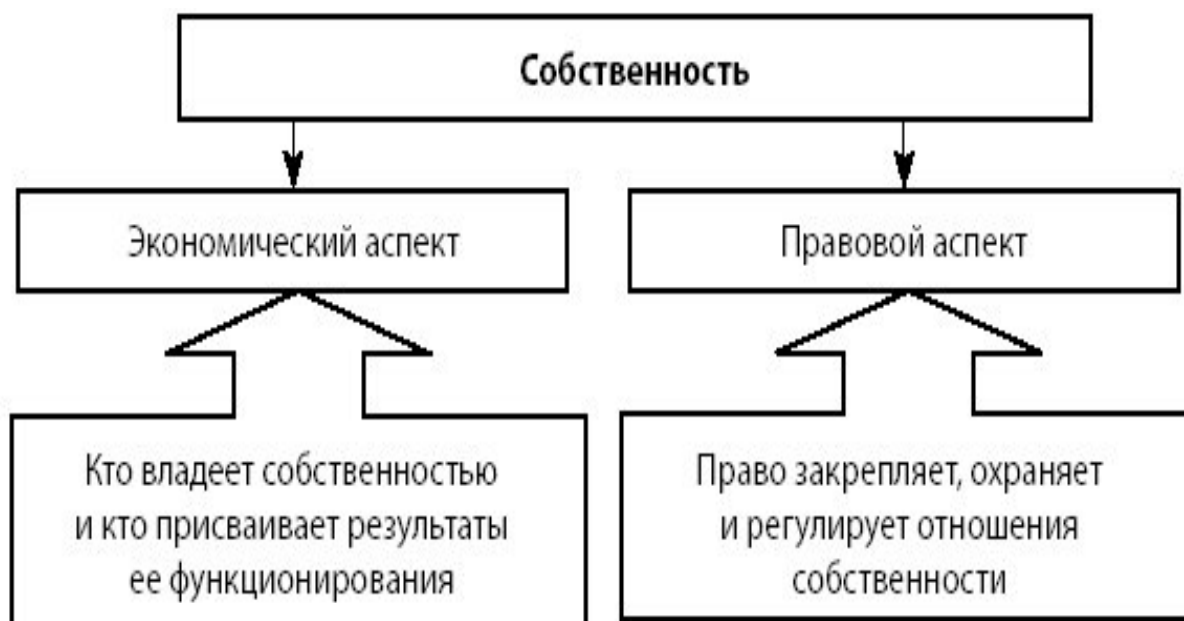 Собственность
Экономический аспект
Правовой аспект
Кто владеет собственностью
и кто присваивает результаты
ее функционирования
Право закрепляет, охраняет
и регулирует отношения
собственности